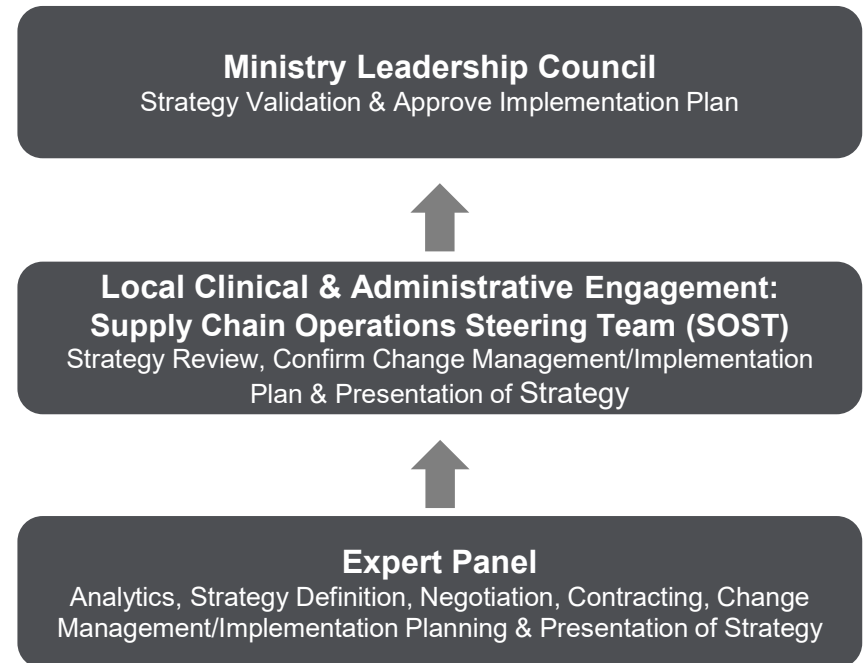 Ministry Leadership Council
Strategy Validation & Approve Implementation Plan
Local Clinical & Administrative Engagement:
Supply Chain Operations Steering Team (SOST)
Strategy Review, Confirm Change Management/Implementation
Plan & Presentation of Strategy
Expert Panel
Analytics, Strategy Definition, Negotiation, Contracting, Change
Management/Implementation Planning & Presentation of Strategy